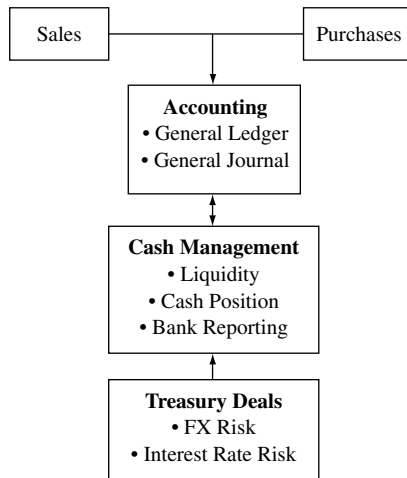 Sales
Purchases
Accounting
• General Ledger
• General Journal
Cash Management
• Liquidity
• Cash Position
• Bank Reporting
Treasury Deals
• FX Risk
• Interest Rate Risk